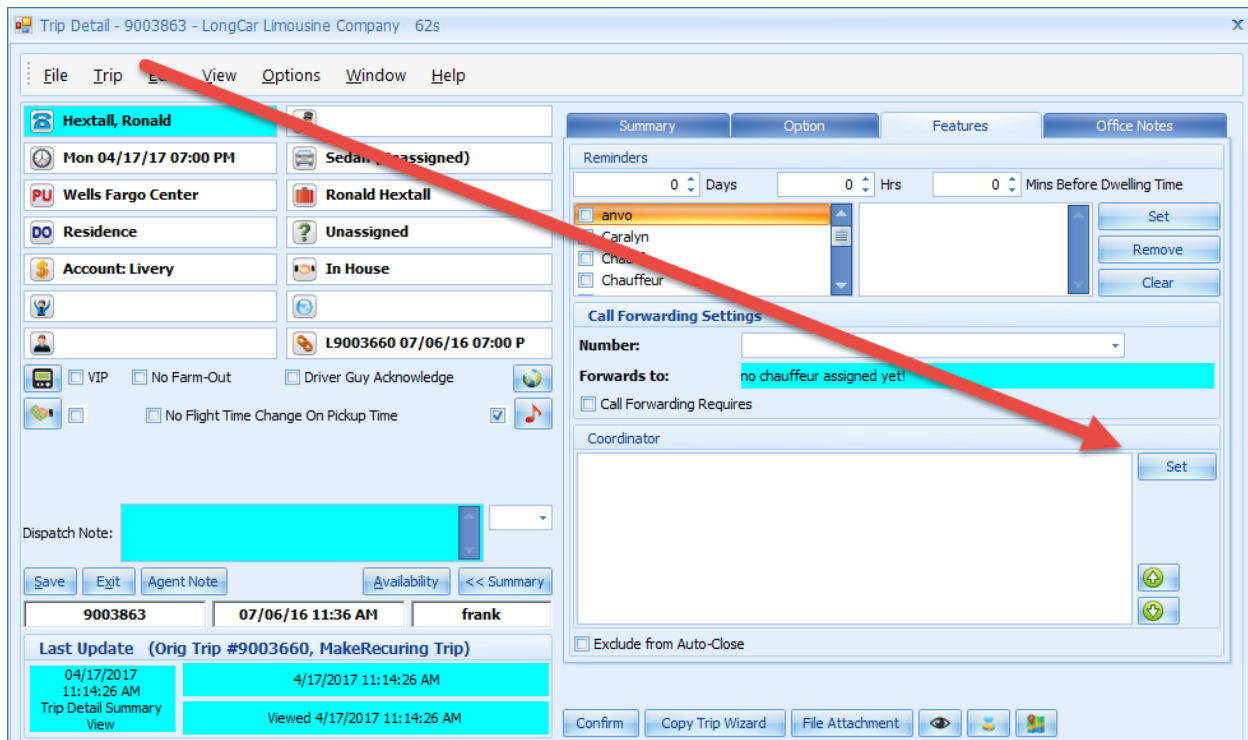 Trip Detail - 9003863 - LongCar Limousine Company 62s
File Trip View Options Window Help
Hextall, Ronald
Mon 04/17/17 07:00 PM
Sedan
PU Wells Fargo Center
Ronald Hextall
DO Residence
Unassigned
Account: Livery
In House
L9003660 07/06/16 07:00 P
VIP No Farm-Out Driver Guy Acknowledge
No Flight Time Change On Pickup Time
Dispatch Note:
Save Exit Agent Note Availability << Summary
9003863 07/06/16 11:36 AM frank
Last Update (Orig Trip #9003660, MakeRecuring Trip)
04/17/2017
11:14:26 AM
Trip Detail Summary
View
4/17/2017 11:14:26 AM
Viewed 4/17/2017 11:14:26 AM
Summary Option Features Office Notes
Reminders
0 Days 0 Hrs 0 Mins Before Dwelling Time
anvo
Caralyn
Chauffeur
Set
Remove
Clear
Call Forwarding Settings
Number:
Forwards to: no chauffeur assigned yet!
Call Forwarding Requires
Coordinator
Set
Exclude from Auto-Close
Confirm Copy Trip Wizard File Attachment